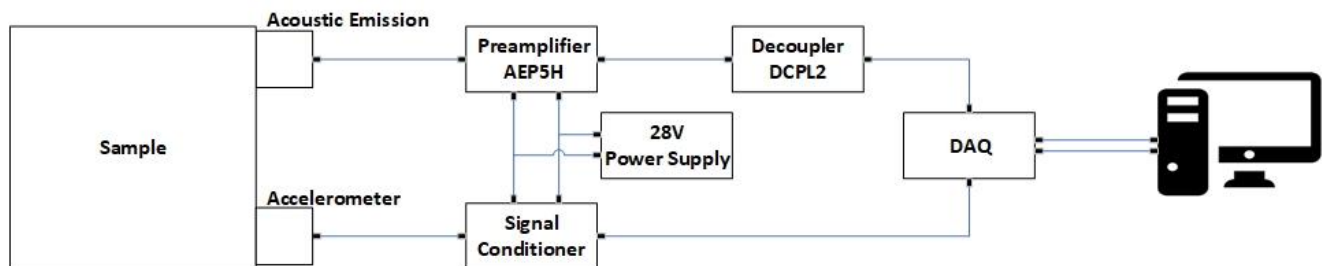 Acoustic Emission
Preamplifier
AEP5H
Decoupler
DCPL2
Sample
28V
Power Supply
DAQ
Accelerometer
Signal
Conditioner